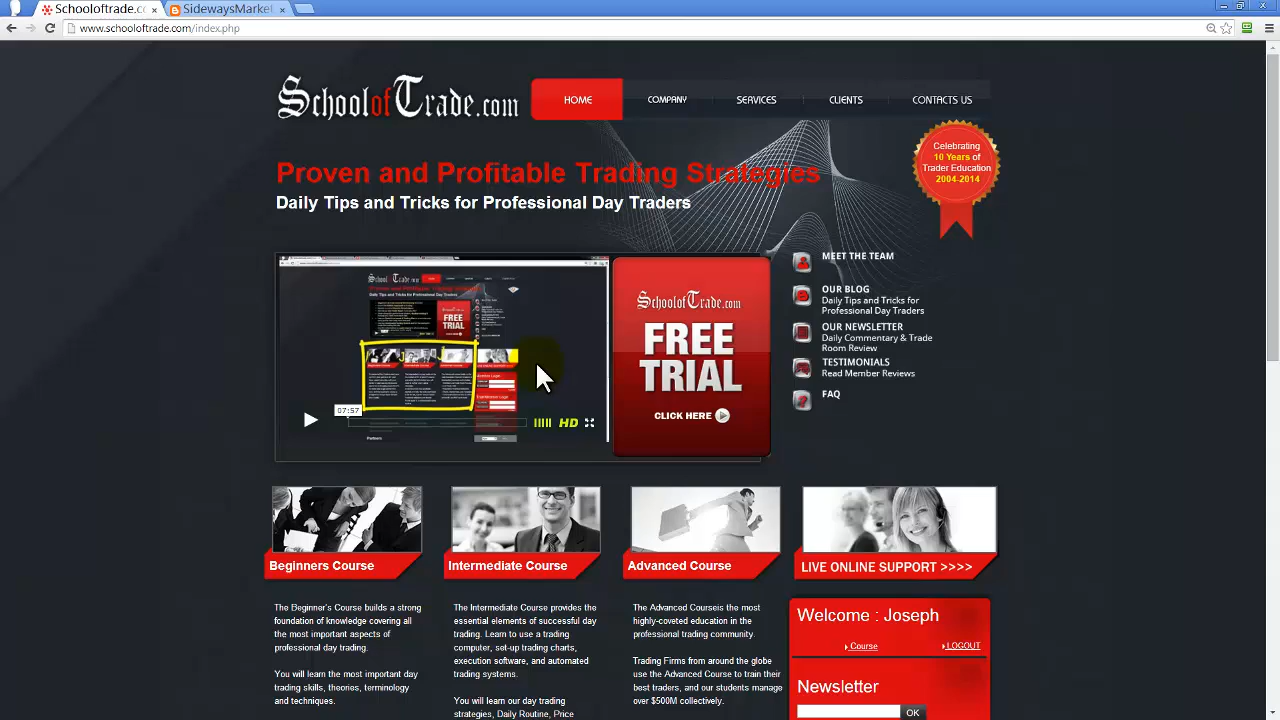 Schooloftrade.c
SidewaysMarket
www.schooloftrade.com/index.php
SchoolofTrade.com
HOME
COMPANY
SERVICES
CLIENTS
CONTACTS US
Celebrating
10 Years of
Trader Education
2004-2014
Proven and Profitable Trading Strategies
Daily Tips and Tricks for Professional Day Traders
FREE
TRIAL
07:57
HD
SchoolofTrade.com
FREE
TRIAL
CLICK HERE
MEET THE TEAM
OUR BLOG
Daily Tips and Tricks for
Professional Day Traders
OUR NEWSLETTER
Daily Commentary & Trade
Room Review
TESTIMONIALS
Read Member Reviews
FAQ
Beginners Course
Intermediate Course
Advanced Course
LIVE ONLINE SUPPORT >>>>
The Beginner's Course builds a strong
foundation of knowledge covering all
the most important aspects of
professional day trading.
You will learn the most important day
trading skills, theories, terminology
and techniques.
The Intermediate Course provides the
essential elements of successful day
trading. Learn to use a trading
computer, set-up trading charts,
execution software, and automated
trading systems.
You will learn our day trading
strategies, Daily Routine, Price
The Advanced Courseis the most
highly-coveted education in the
professional trading community.
Trading Firms from around the globe
use the Advanced Course to train their
best traders, and our students manage
over $500M collectively.
Welcome : Joseph
Course
LOGOUT
Newsletter
OK